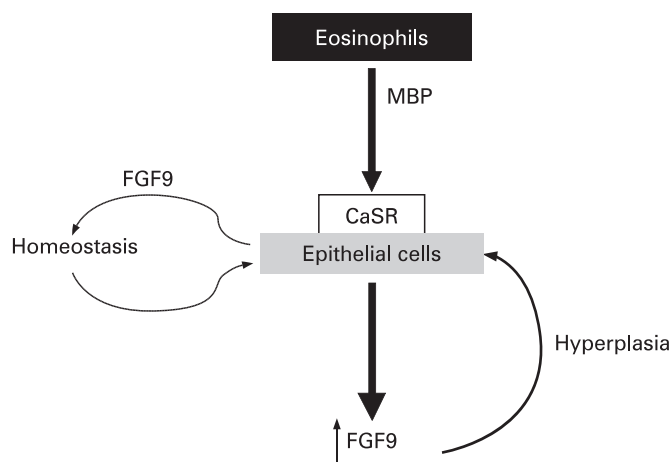 Eosinophils
MBP
FGF9
CaSR
Homeostasis
Epithelial cells
Hyperplasia
FGF9